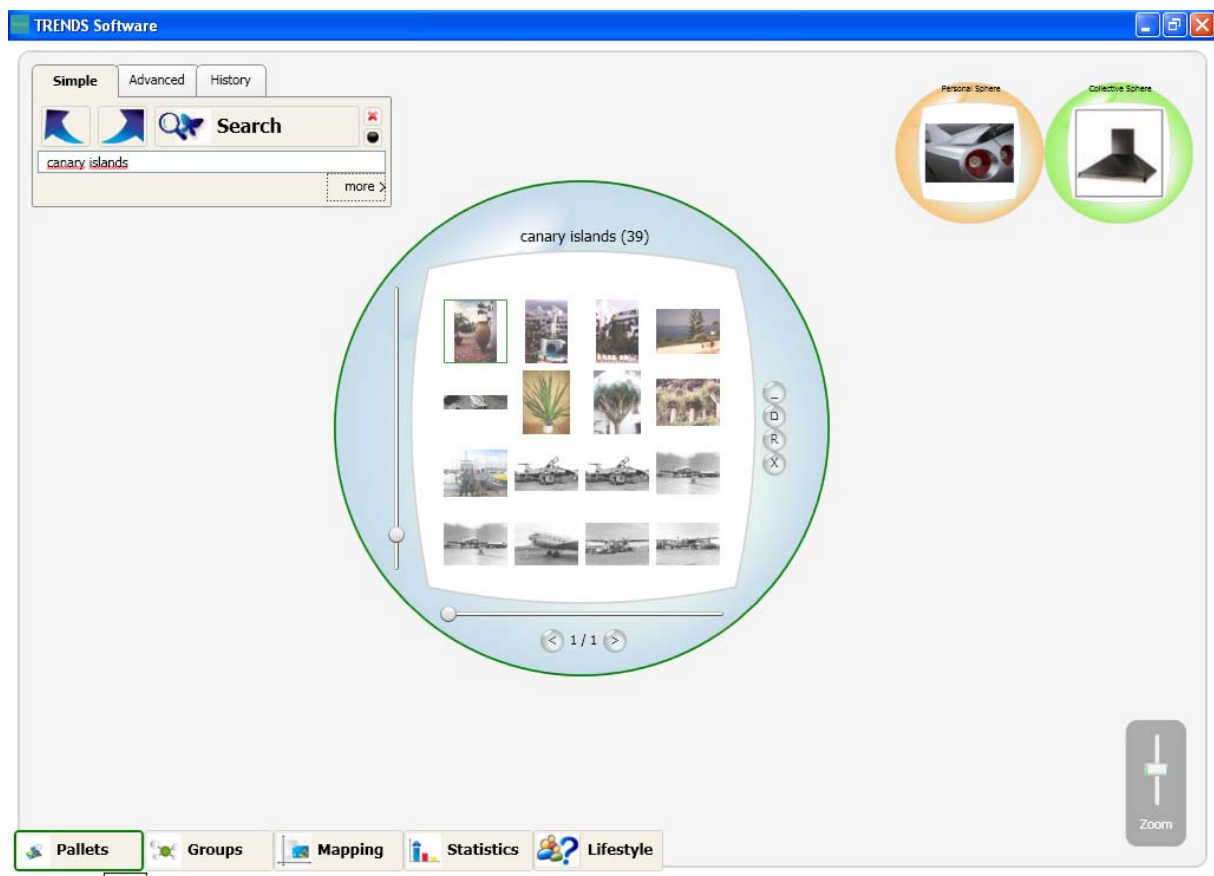 TRENDS Software
Simple Advanced History
Search
canary islands
more >
Personal Sphere
Collective Sphere
canary islands (39)
_
D
R
X
< 1 / 1 >
Zoom
Pallets Groups Mapping Statistics Lifestyle